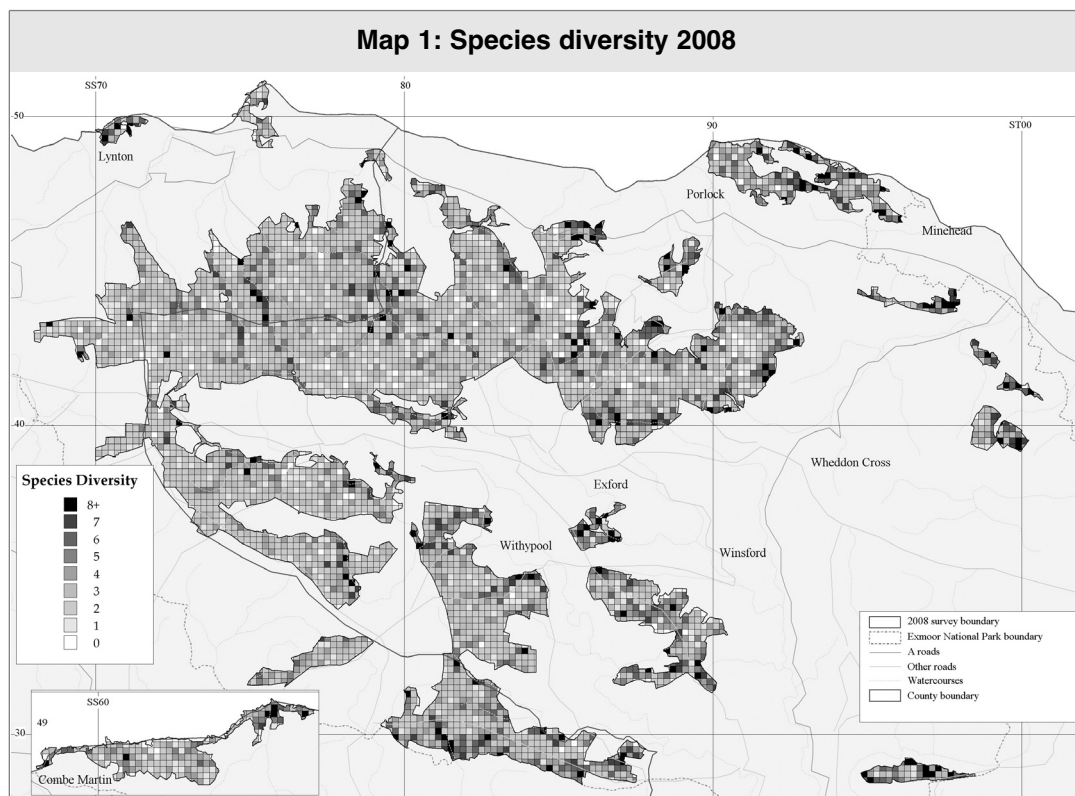 Map 1: Species diversity 2008
SS70
80
50
90
ST00
Lynton
Porlock
Minehead
40
Wheddon Cross
Species Diversity
8+
7
6
5
4
3
2
1
0
Exford
Withypool
Winsford
2008 survey boundary
Exmoor National Park boundary
A roads
Other roads
Watercourses
County boundary
SS60
49
30
Combe Martin